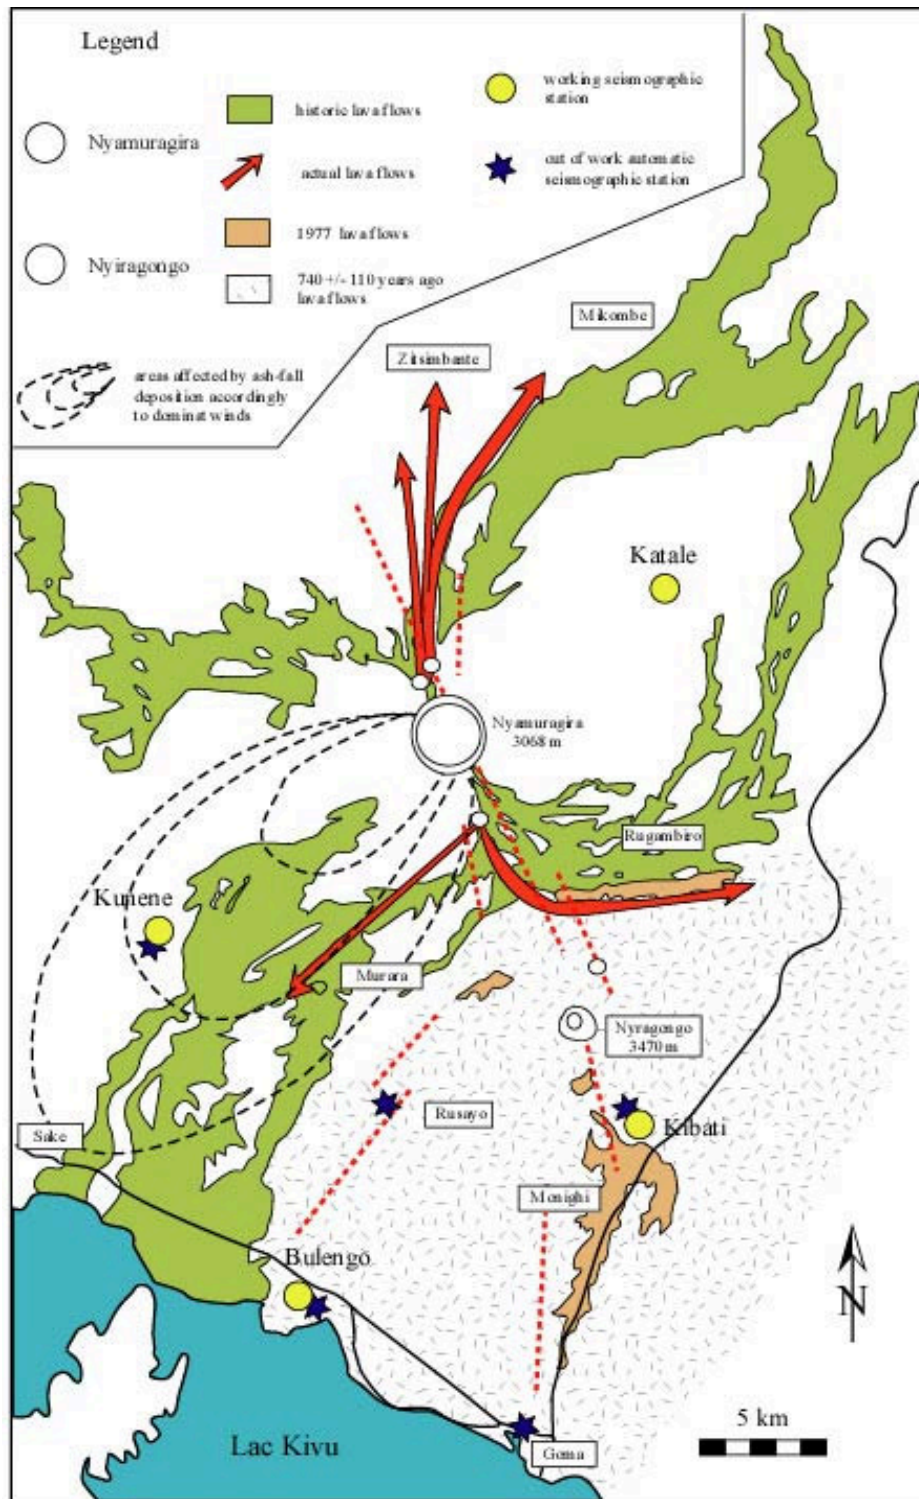 Legend
Nyamuragira
Nyiragongo
historic lava flows
actual lava flows
1977 lava flows
740 +/- 110 years ago
lava flows
working seismographic
station
out of work automatic
seismographic station
areas affected by ash-fall
deposition accordingly
to dominat winds
Mikombe
Zitsimbante
Katale
Nyamuragira
3068 m
Rugambiro
Kunene
Murara
Nyragongo
3470 m
Rusayo
Kibati
Sake
Monighi
Bulengo
N
Lac Kivu
Goma
5 km